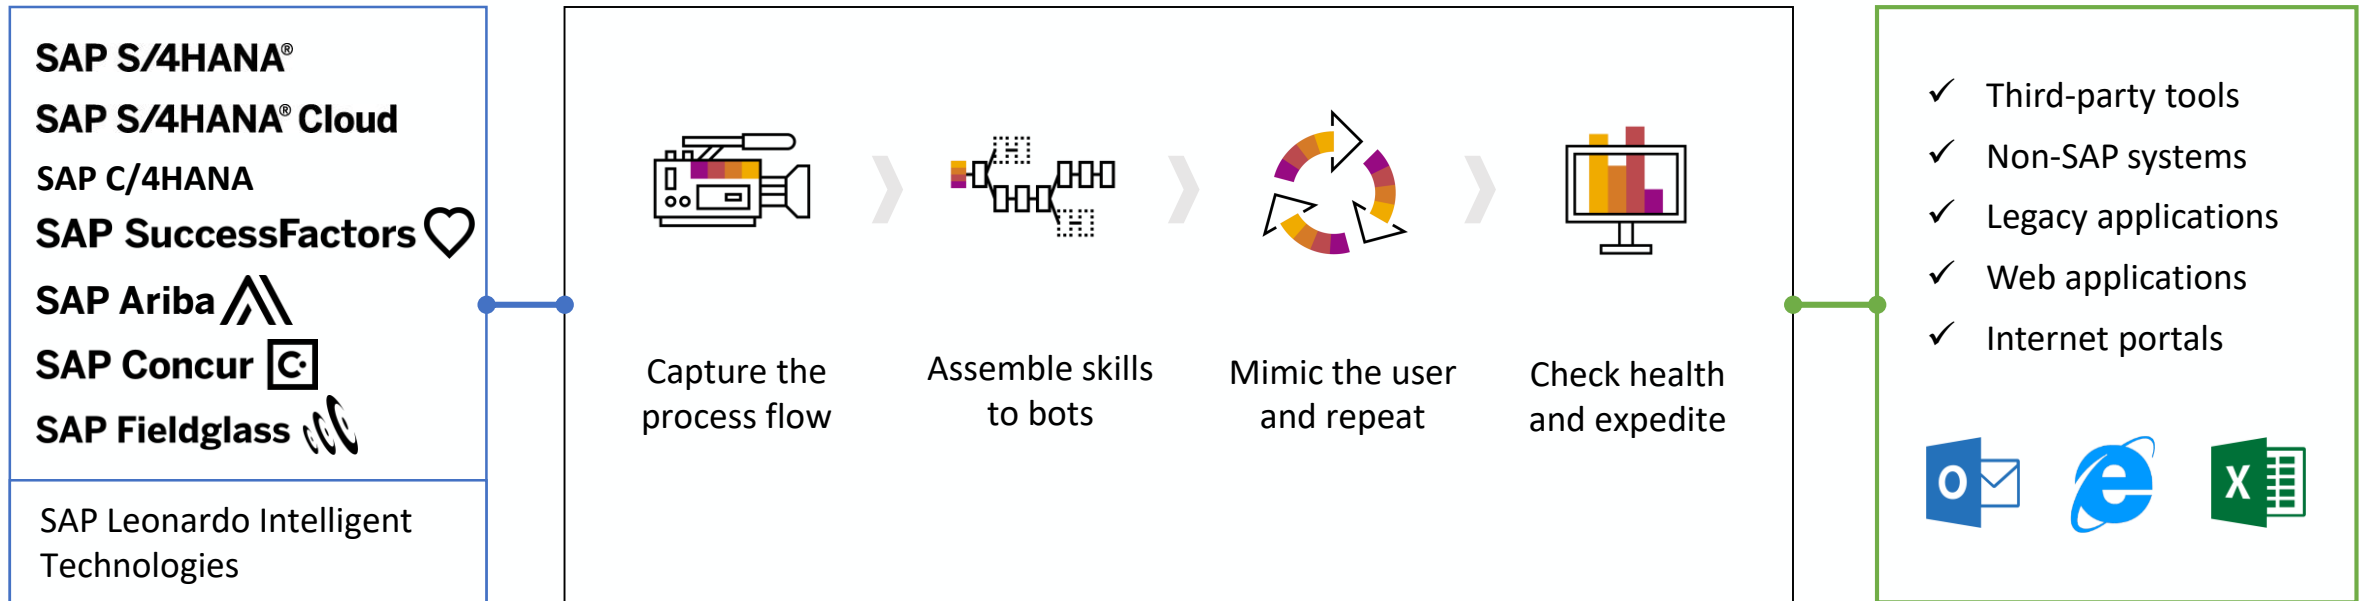 SAP S/4HANA®
SAP S/4HANA® Cloud
SAP C/4HANA
SAP SuccessFactors
SAP Ariba
SAP Concur C
SAP Fieldglass
SAP Leonardo Intelligent
Technologies
Capture the
process flow
Assemble skills
to bots
Mimic the user
and repeat
Check health
and expedite
✓ Third-party tools
✓ Non-SAP systems
✓ Legacy applications
✓ Web applications
✓ Internet portals
O
e
X